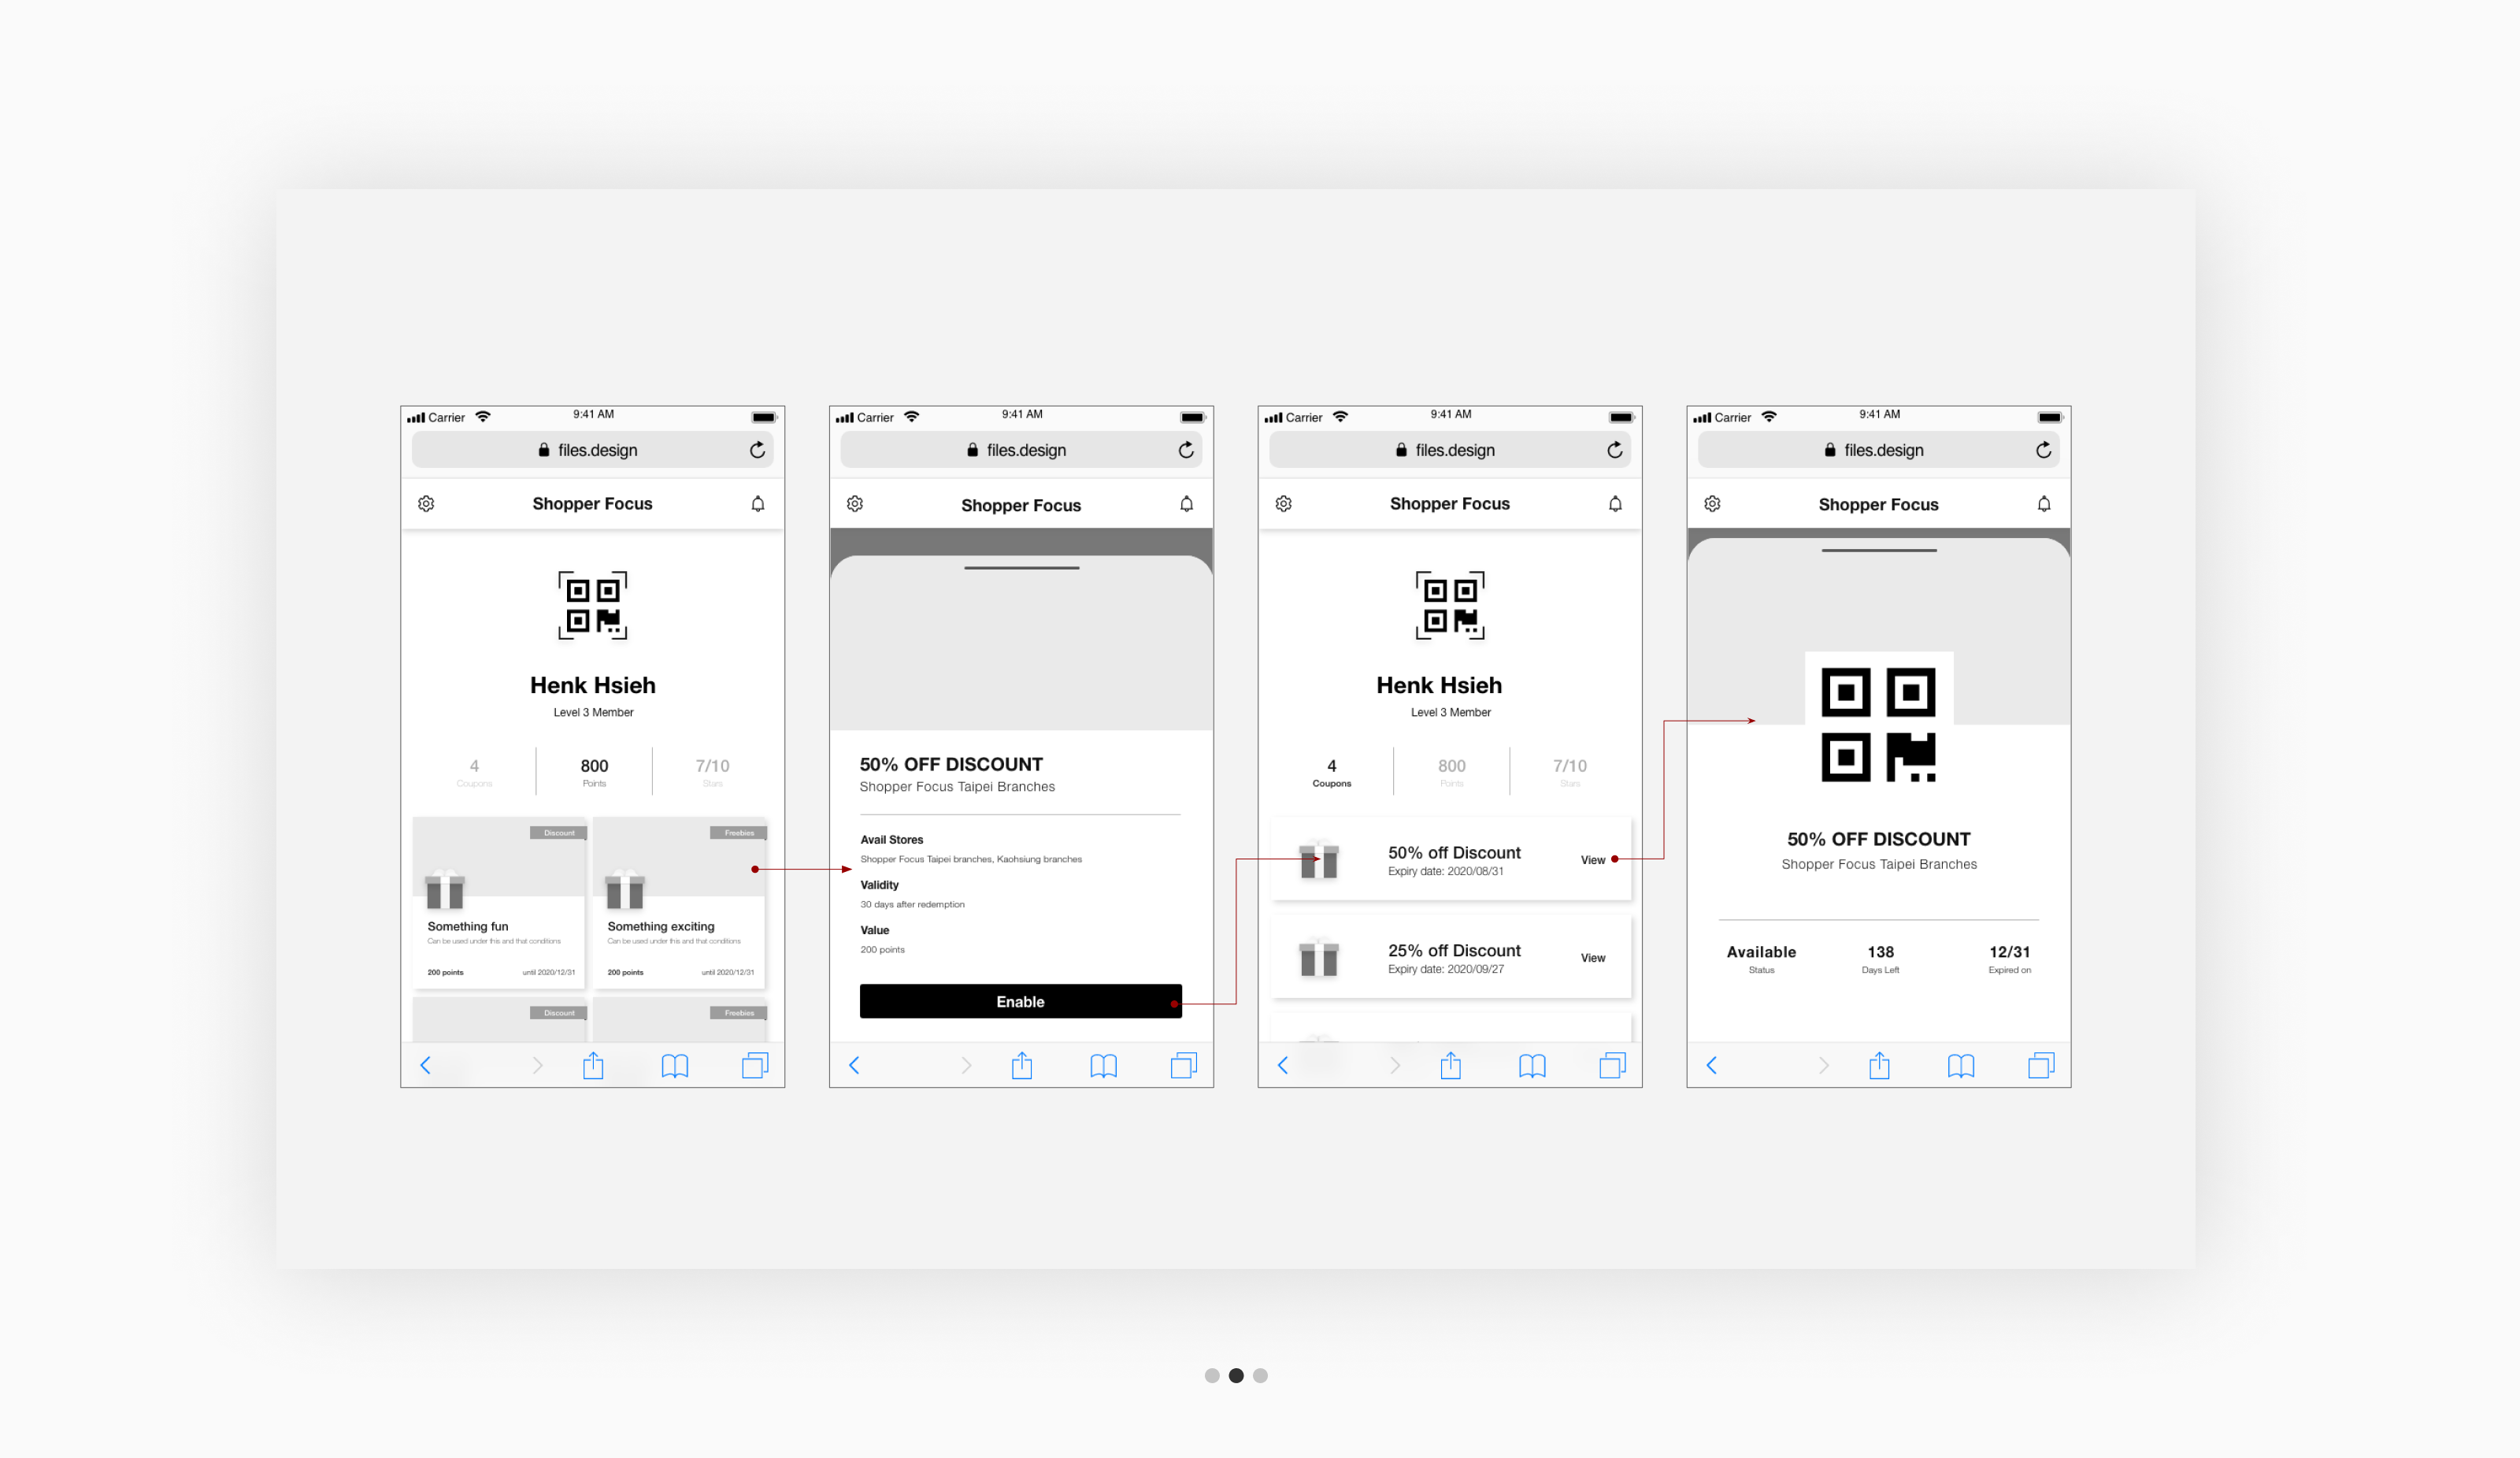 Carrier
9:41 AM
files.design
Shopper Focus
Henk Hsieh
Level 3 Member
4
Coupons
800
Points
7/10
Stars
Discount
Freebies
Something fun
Can be used under this and that conditions
200 points
until 2020/12/31
Something exciting
Can be used under this and that conditions
200 points
until 2020/12/31
Discount
Freebies
Carrier
9:41 AM
files.design
Shopper Focus
50% OFF DISCOUNT
Shopper Focus Taipei Branches
Avail Stores
Shopper Focus Taipei branches, Kaohsiung branches
Validity
30 days after redemption
Value
200 points
Enable
Carrier
9:41 AM
files.design
Shopper Focus
Henk Hsieh
Level 3 Member
4
Coupons
800
Points
7/10
Stars
50% off Discount
Expiry date: 2020/08/31
View
25% off Discount
Expiry date: 2020/09/27
View
Carrier
9:41 AM
files.design
Shopper Focus
50% OFF DISCOUNT
Shopper Focus Taipei Branches
Available
Status
138
Days Left
12/31
Expired on